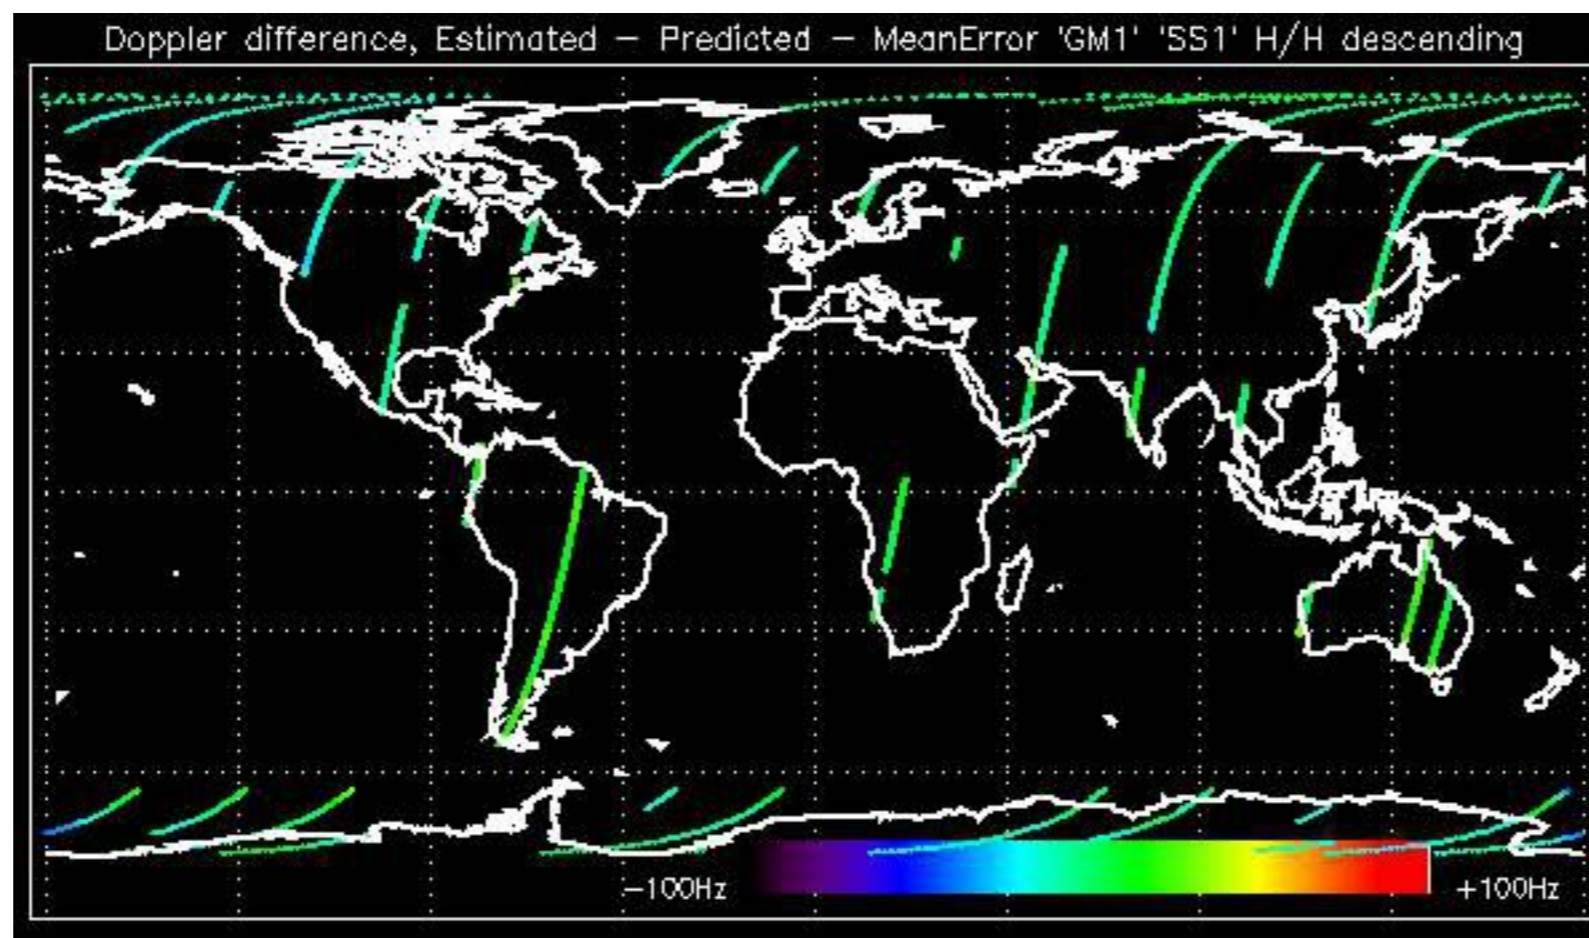 Doppler difference, Estimated – Predicted – MeanError 'GM1' 'SS1' H/H descending
–100Hz
+100Hz